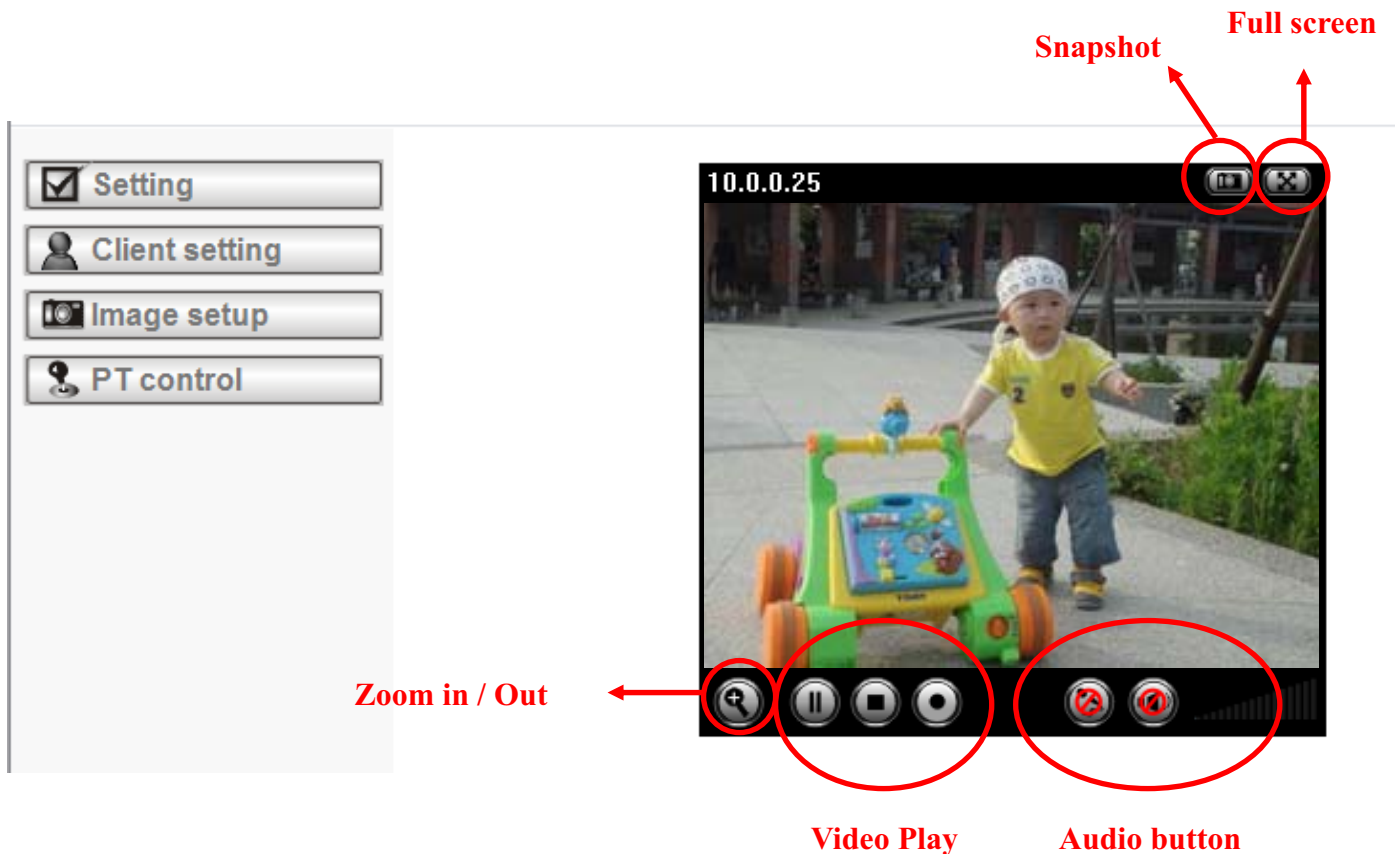 Full screen
Snapshot
Setting
Client setting
Image setup
PT control
10.0.0.25
2
Zoom in / Out
Video Play
Audio button